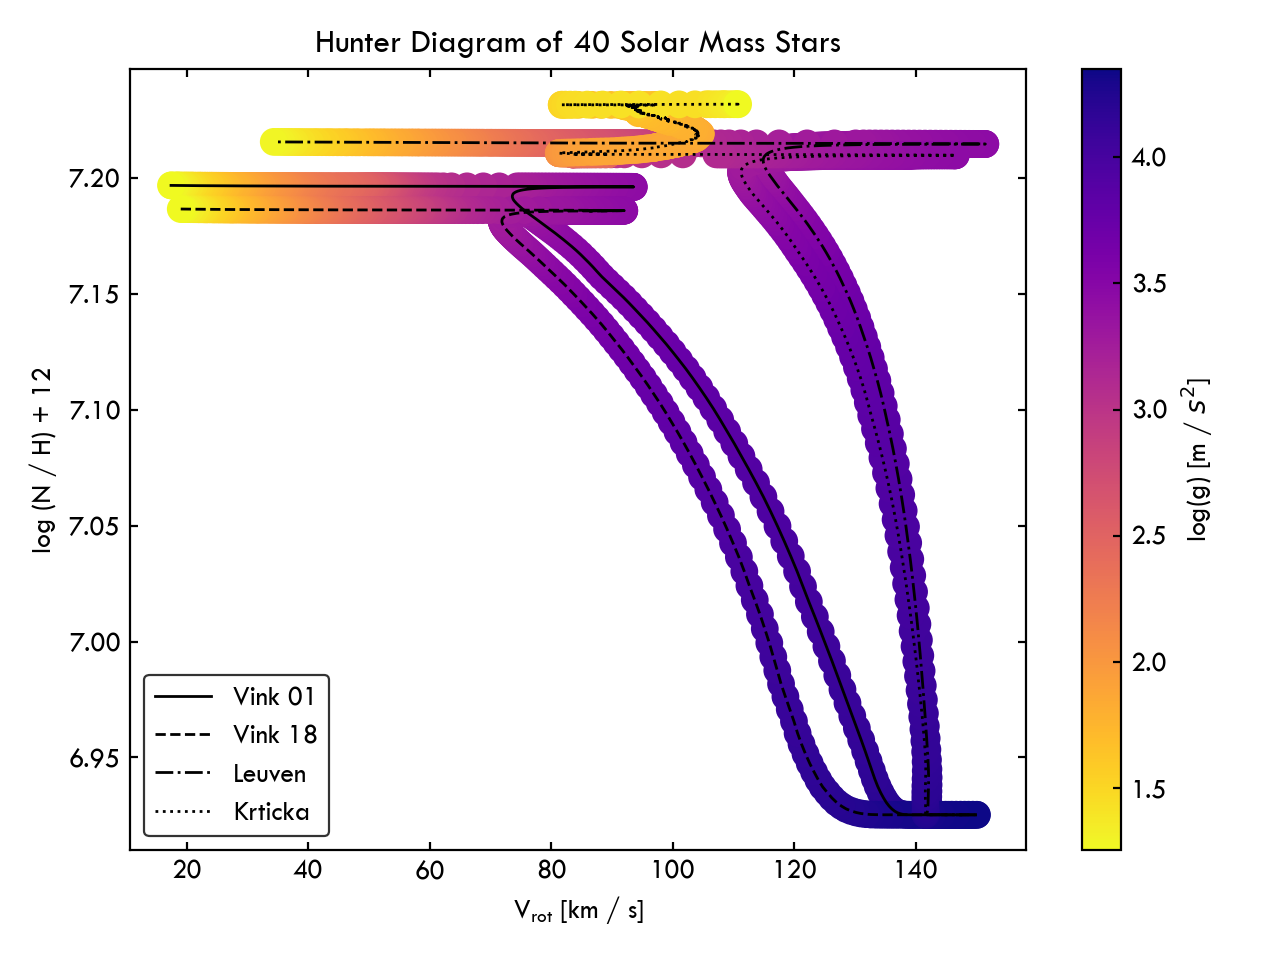 Hunter Diagram of 40 Solar Mass Stars
7.20
7.15
7.10
7.05
7.00
6.95
log (N / H) + 12
20 40 60 80 100 120 140
V_rot [km / s]
Vink 01
Vink 18
Leuven
Krticka
4.0
3.5
3.0
2.5
2.0
1.5
log(g) [m / s²]